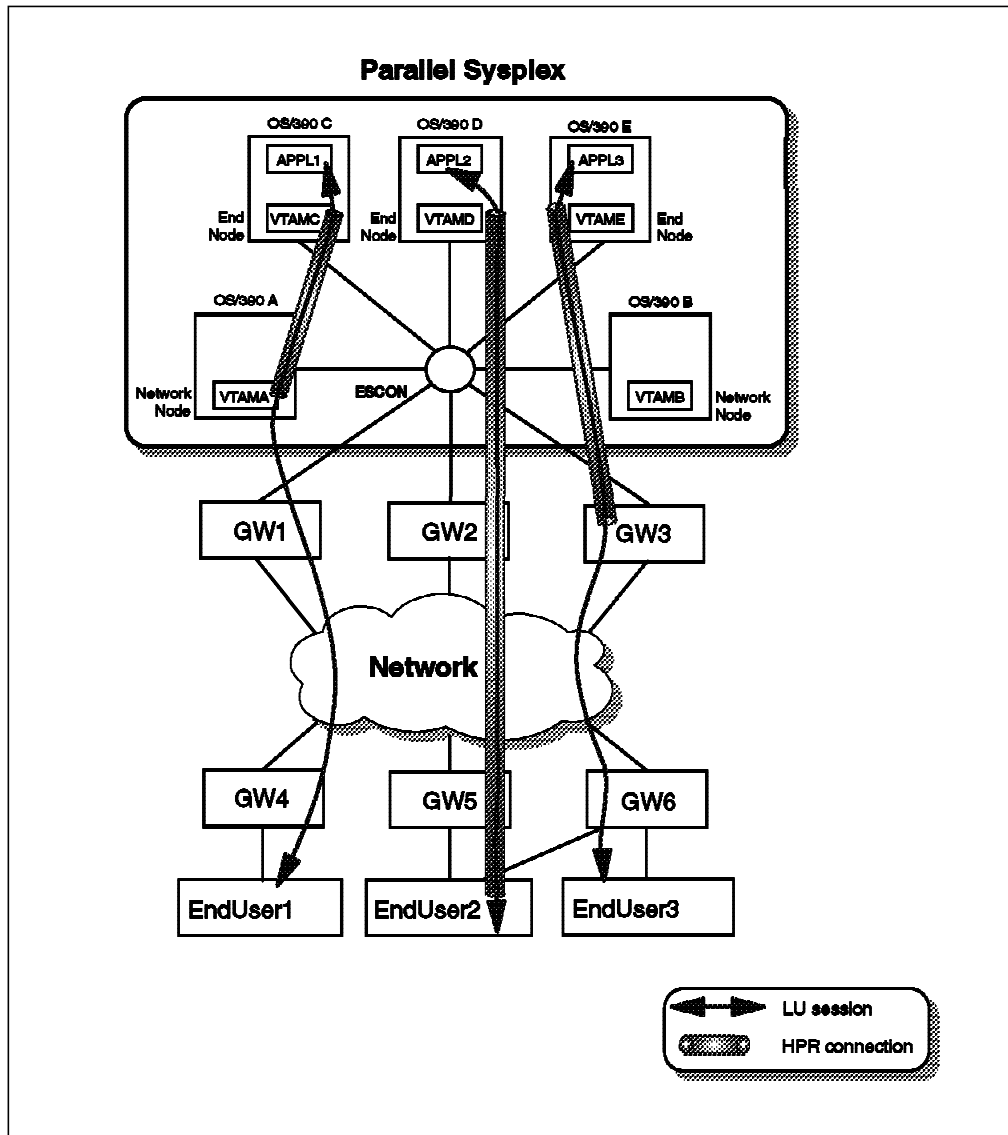 Parallel Sysplex
OS/390 C
OS/390 D
OS/390 E
APPL1
APPL2
APPL3
End
Node
VTAMC
End
Node
VTAMD
VTAME
End
Node
OS/390 A
OS/390 B
Network
Node
VTAMA
ESCON
VTAMB
Network
Node
GW1
GW2
GW3
Network
GW4
GW5
GW6
EndUser1
EndUser2
EndUser3
LU session
HPR connection